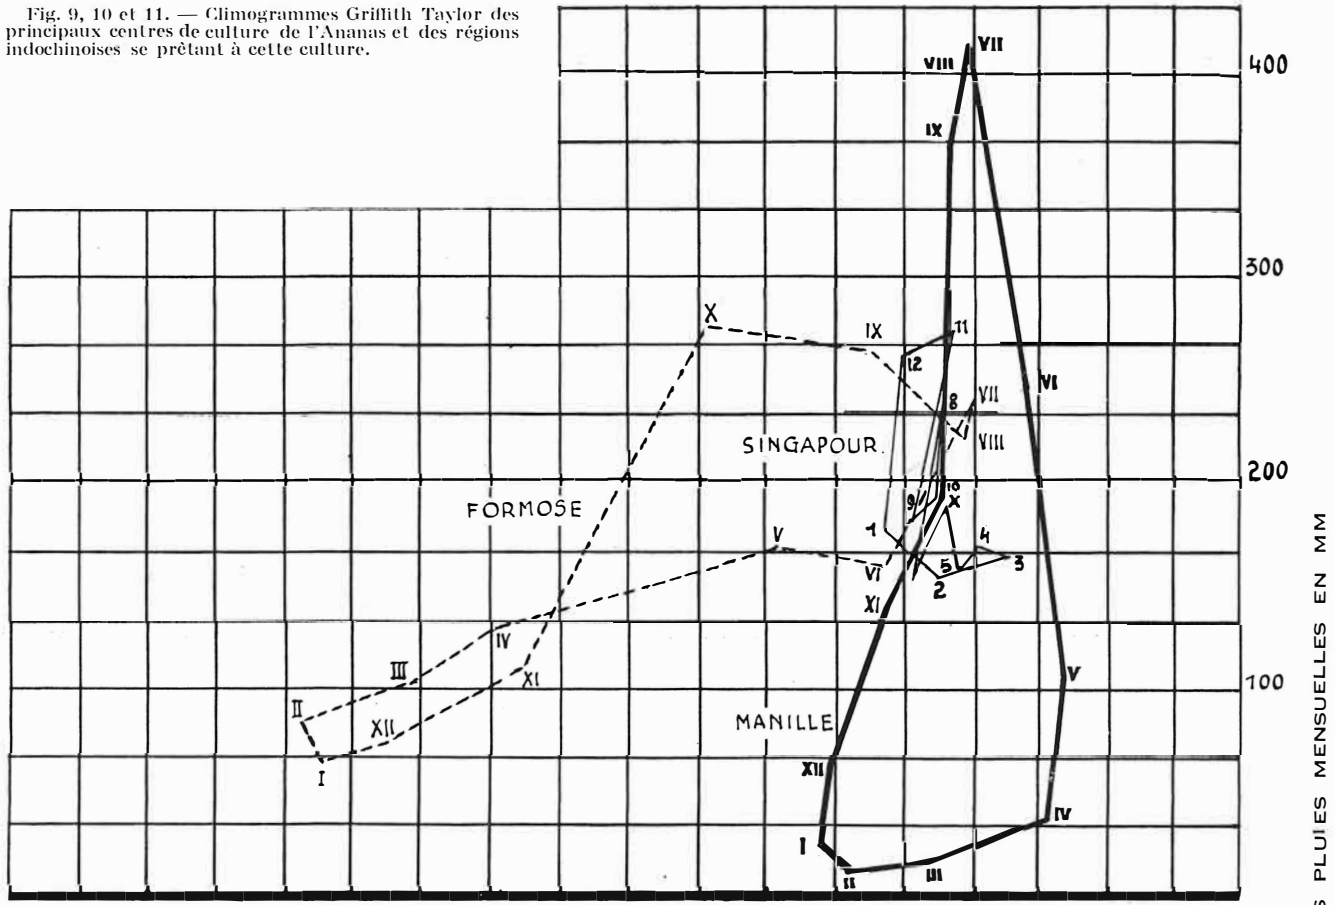 Fig. 9, 10 et 11. — Climogrammes Griffith Taylor des
principaux centres de culture de l'Ananas et des régions
indochinoises se prêtant à cette culture.
VII
VIII
400
IX
300
X
IX
11
12
VI
8
VII
SINGAPOUR.
VIII
200
FORMOSE
10
9
X
1
V
4
VI
5
3
2
XI
IV
III
XI
V
100
II
XII
MANILLE
I
XII
IV
I
II
III
PLUIES MENSUELLES EN MM